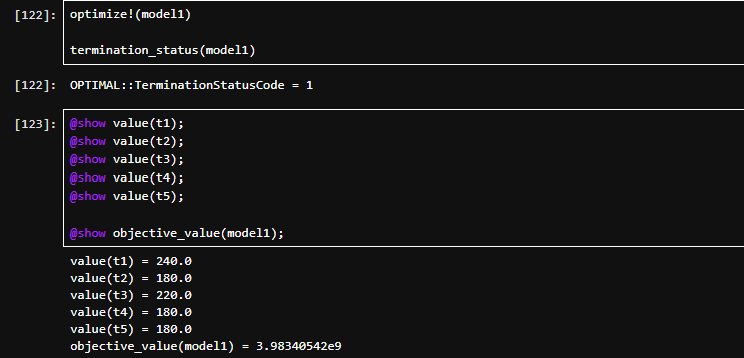 [122]: optimize!(model1)
termination_status(model1)
[122]: OPTIMAL::TerminationStatusCode = 1
[123]: @show value(t1);
@show value(t2);
@show value(t3);
@show value(t4);
@show value(t5);
@show objective_value(model1);
value(t1) = 240.0
value(t2) = 180.0
value(t3) = 220.0
value(t4) = 180.0
value(t5) = 180.0
objective_value(model1) = 3.98340542e9